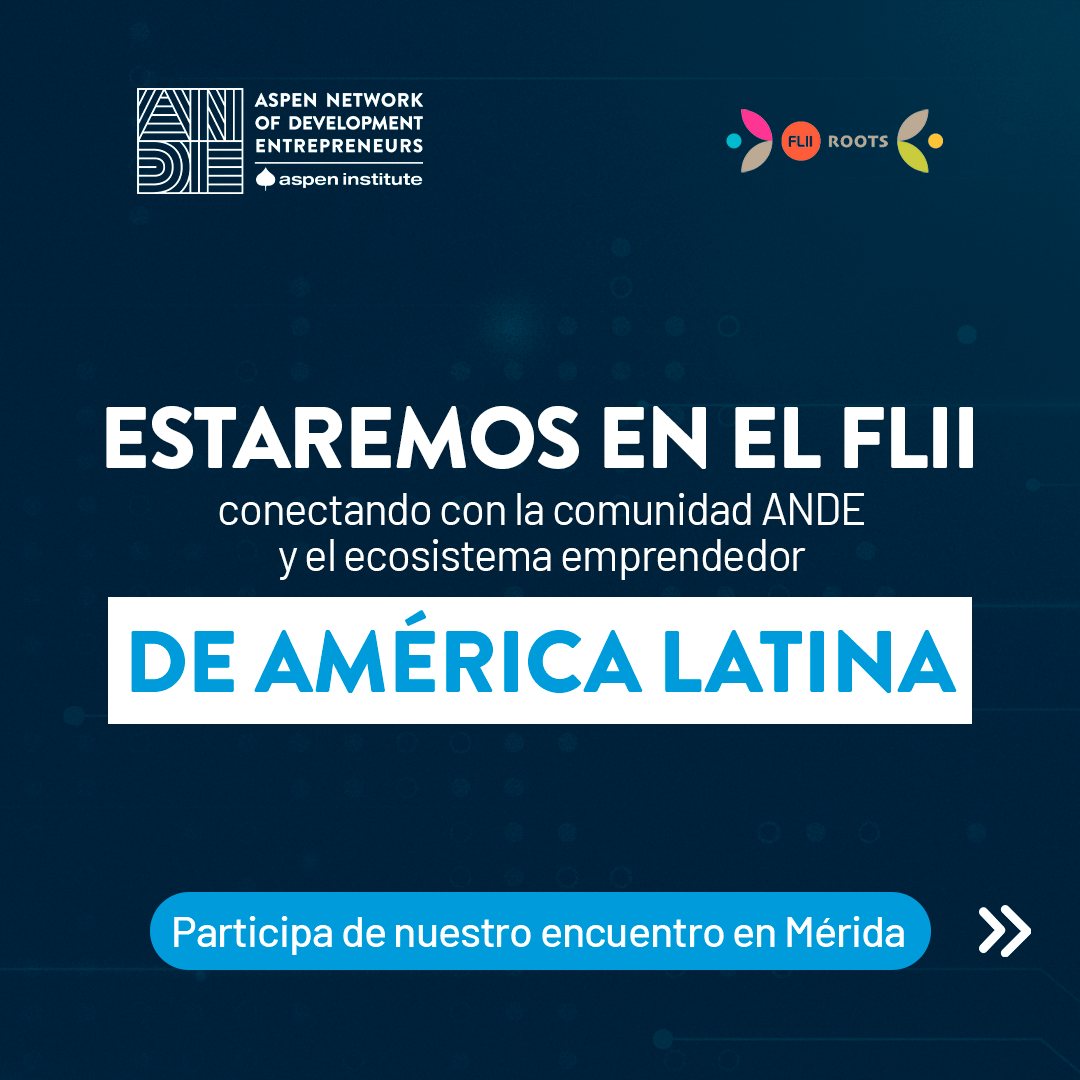 ANDE
ASPEN NETWORK
OF DEVELOPMENT
ENTREPRENEURS
aspen institute
FLII ROOTS
ESTAREMOS EN EL FLII
conectando con la comunidad ANDE
y el ecosistema emprendedor
DE AMÉRICA LATINA
Participa de nuestro encuentro en Mérida